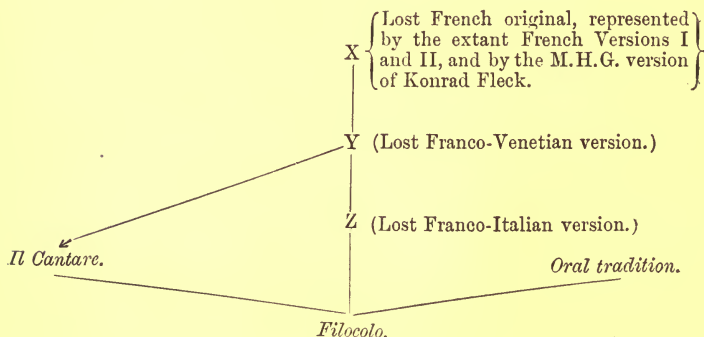 Lost French original, represented
by the extant French Versions I
X and II, and by the M.H.G. version
of Konrad Fleck.
Y (Lost Franco-Venetian version.)
Z (Lost Franco-Italian version.)
Il Cantare.
Oral tradition.
Filocolo.